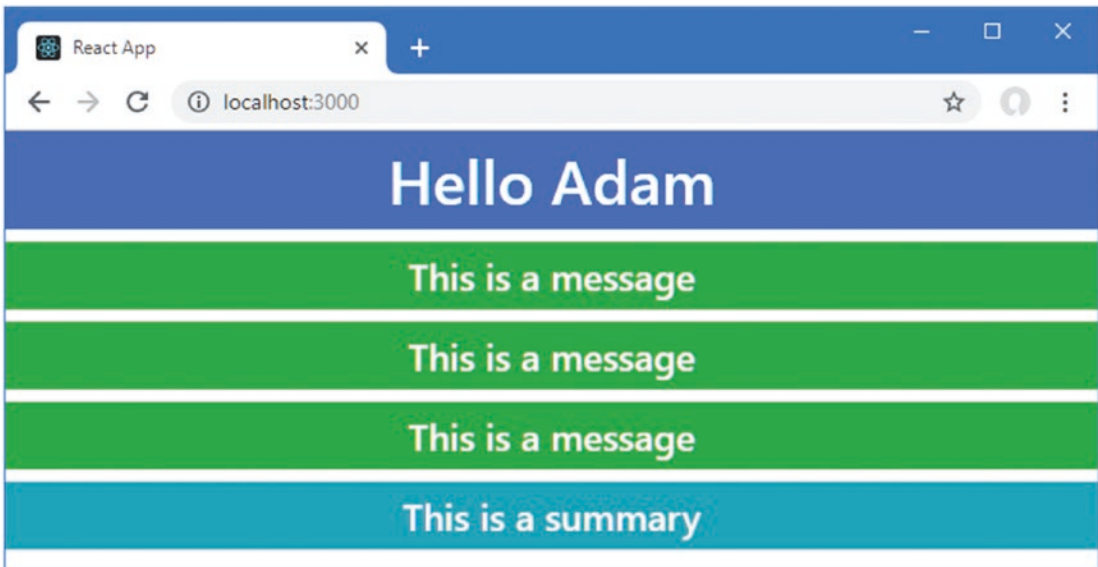 React App
localhost:3000
Hello Adam
This is a message
This is a message
This is a message
This is a summary